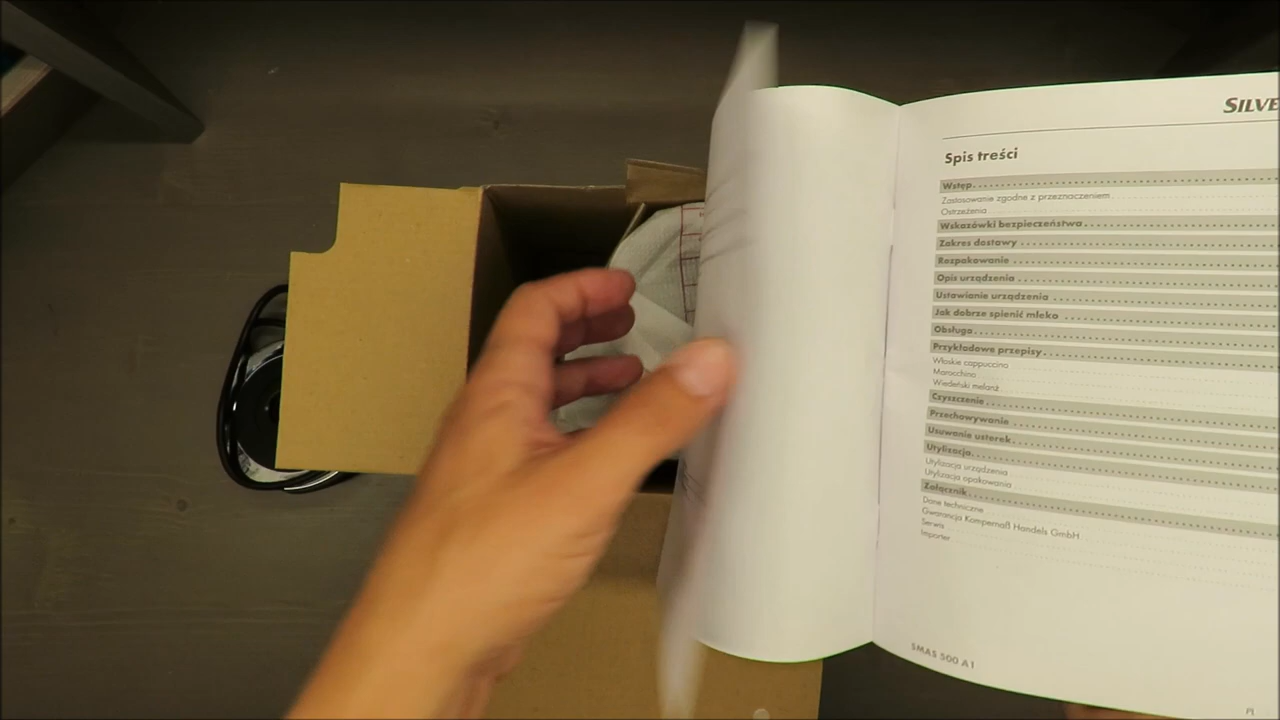 SILVE
Spis treści
Wstęp
Zastosowanie zgodne z przeznaczeniem
Ostrzeżenia
Wskazówki bezpieczeństwa
Zakres dostawy
Rozpakowanie
Opis urządzenia
Ustawianie urządzenia
Jak dobrze spienić mleko
Obsługa
Przykładowe przepisy
Włoskie cappuccino
Marocchino
Wiedeński melanż
Czyszczenie
Przechowywanie
Usuwanie usterek
Utylizacja
Utylizacja urządzenia
Utylizacja opakowania
Załącznik
Dane techniczne
Gwarancja Kompernaß Handels GmbH
Serwis
Importer
SMAS 500 A1
PL